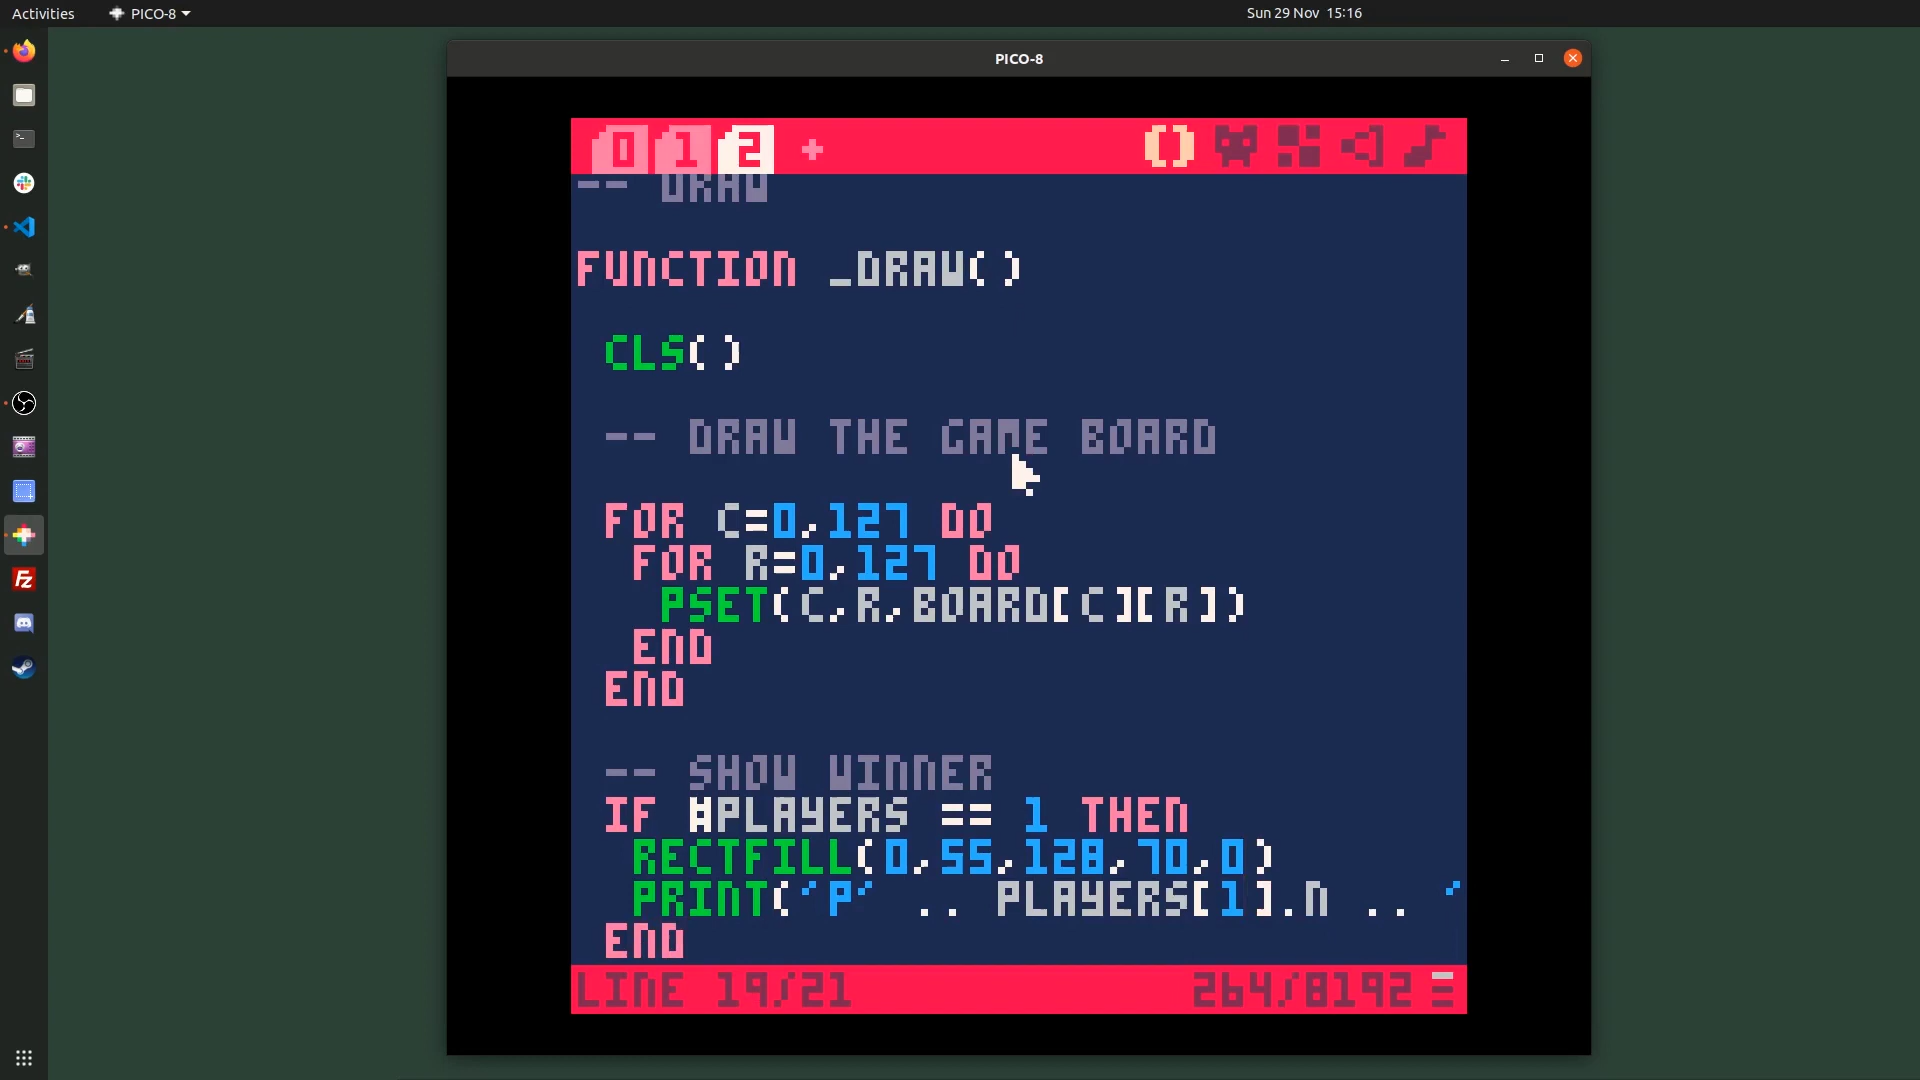 Activities
PICO-8
Sun 29 Nov 15:16
PICO-8
0 1 2 +
-- DRAW
FUNCTION _DRAW()
CLS()
-- DRAW THE GAME BOARD
FOR C=0,127 DO
FOR R=0,127 DO
PSET(C,R,BOARD[C][R])
END
END
-- SHOW WINNER
IF #PLAYERS == 1 THEN
RECTFILL(0,55,128,70,0)
PRINT('P' .. PLAYERS[1].N .. '
END
LINE 19/21
264/8192